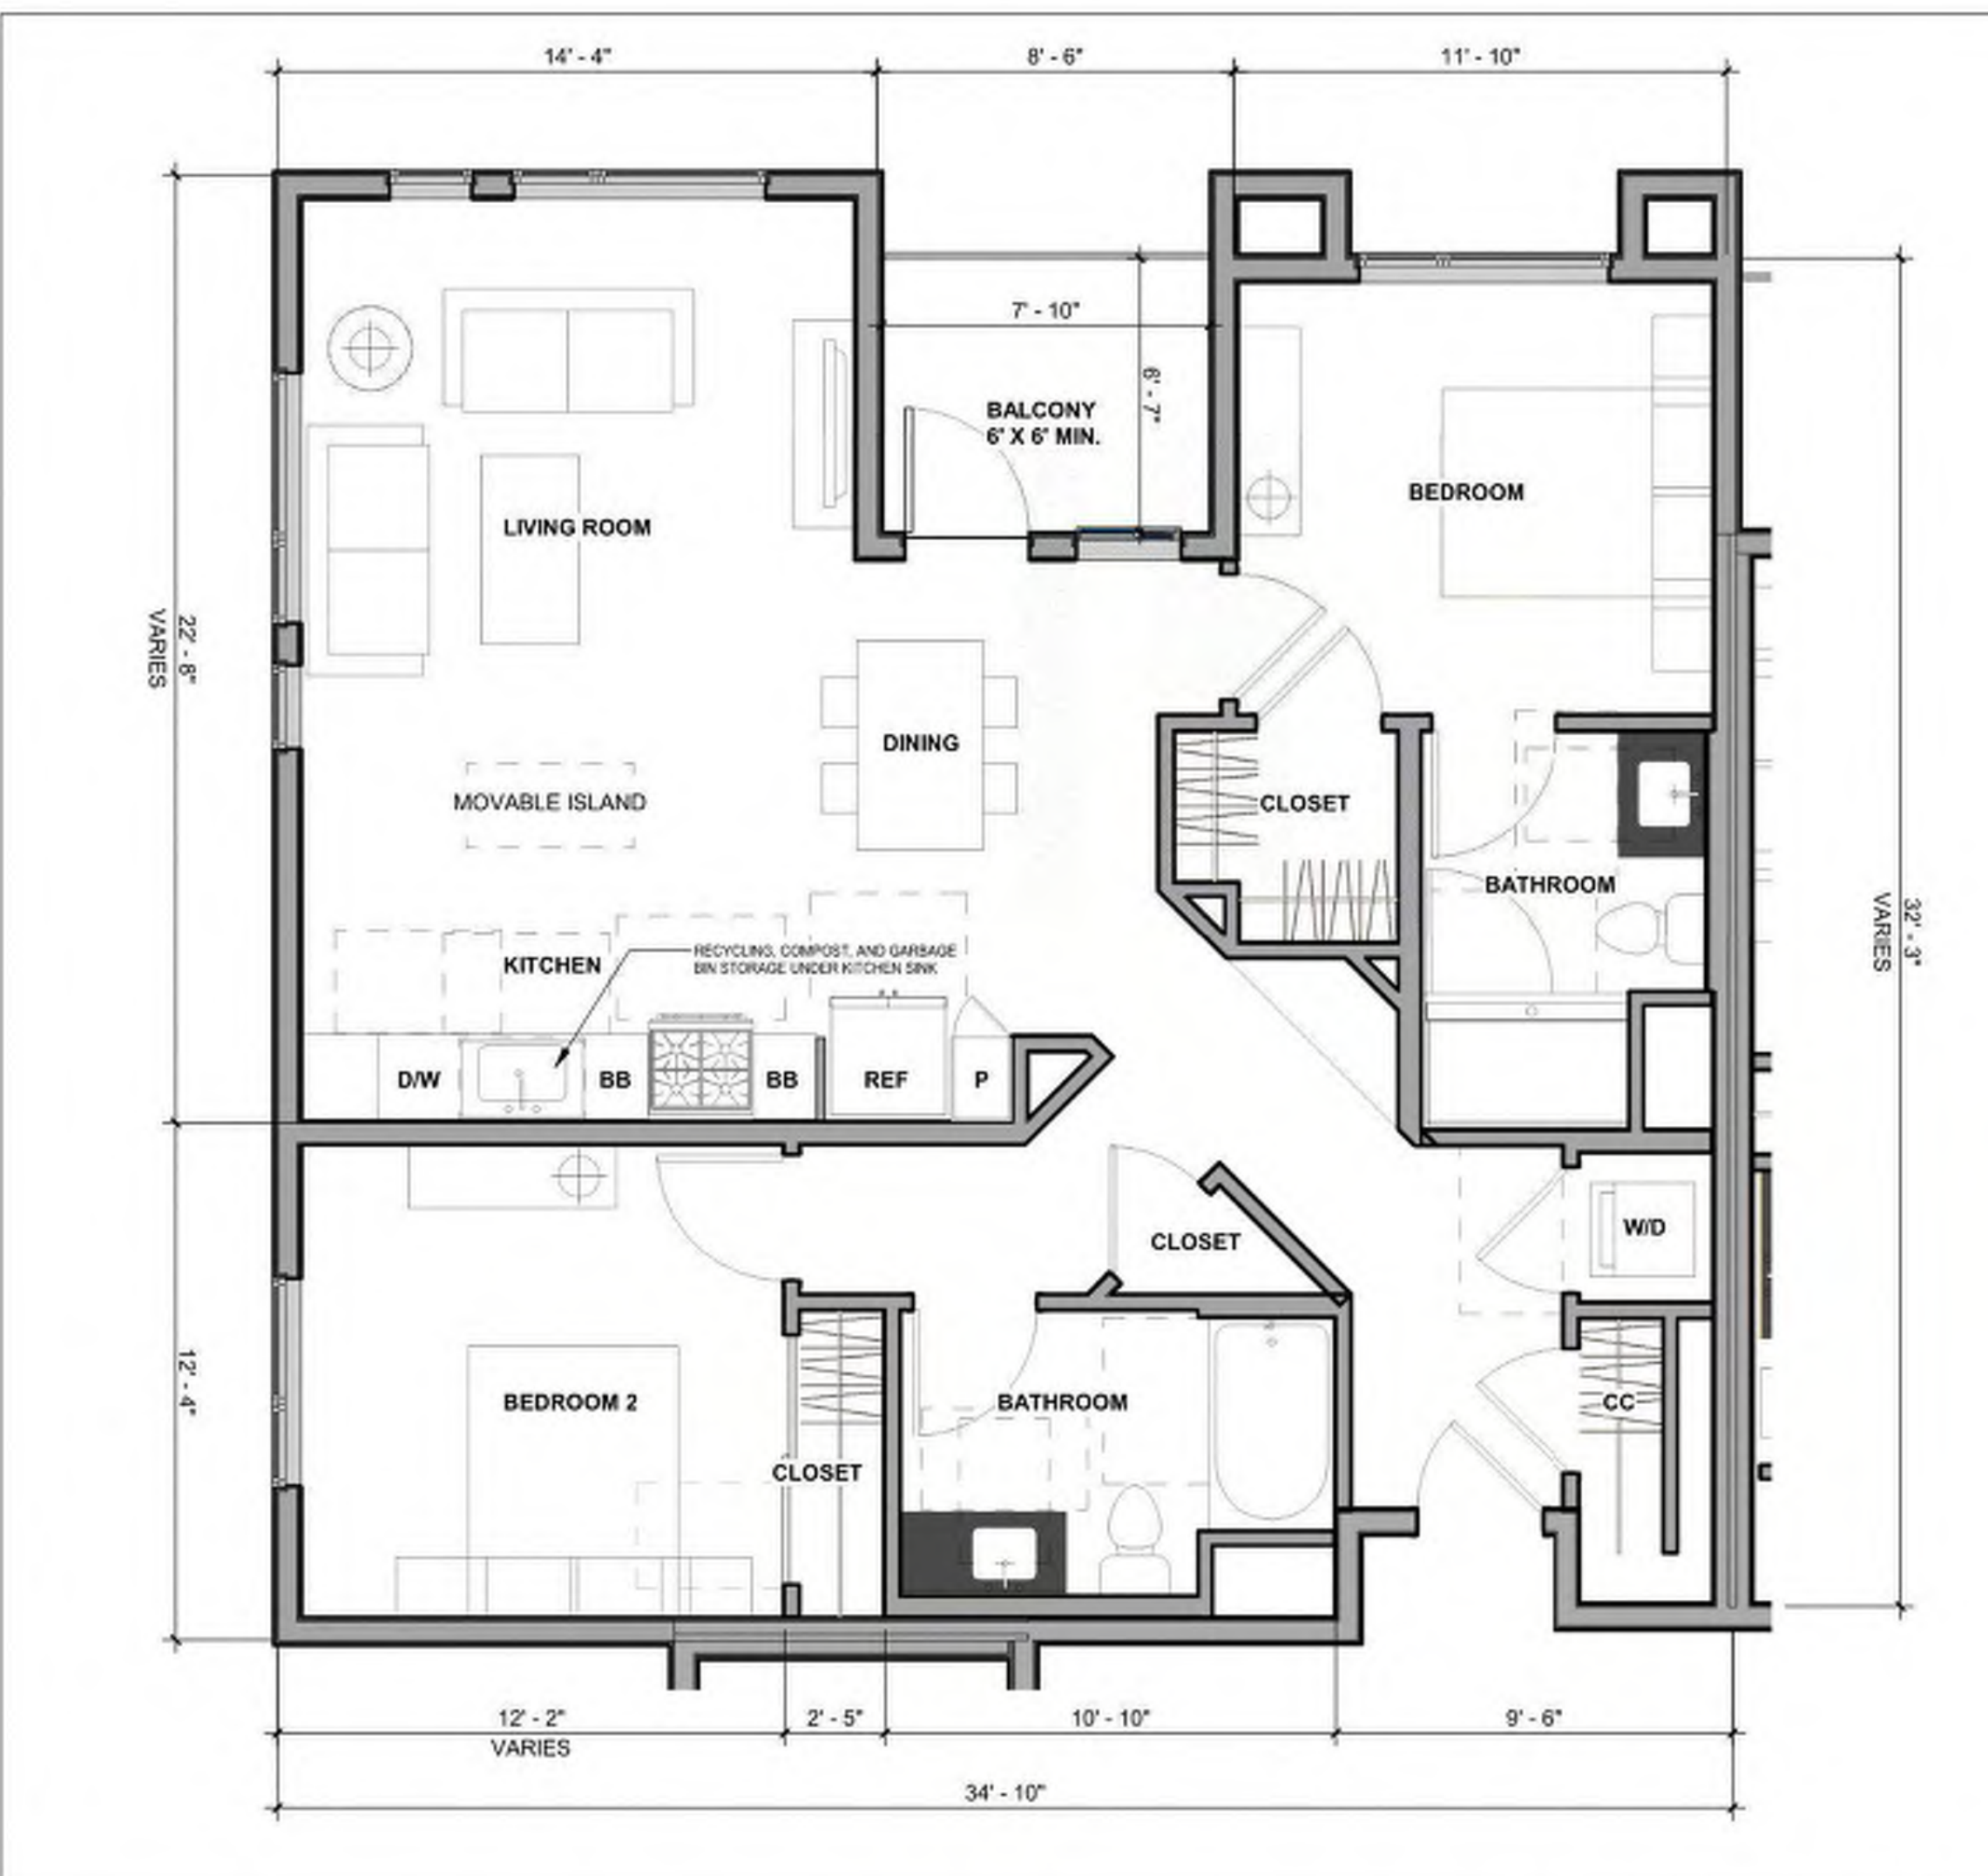 14' - 4"
8' - 6"
11' - 10"
7' - 10"
6' - 7"
BALCONY
6' X 6' MIN.
BEDROOM
LIVING ROOM
22' - 8"
VARIES
DINING
MOVABLE ISLAND
CLOSET
BATHROOM
32' - 3"
VARIES
KITCHEN
RECYCLING, COMPOST, AND GARBAGE
BIN STORAGE UNDER KITCHEN SINK
D/W
BB
BB
REF
P
W/D
CLOSET
12' - 4"
BEDROOM 2
BATHROOM
CC
CLOSET
12' - 2"
VARIES
2' - 5"
10' - 10"
9' - 6"
34' - 10"